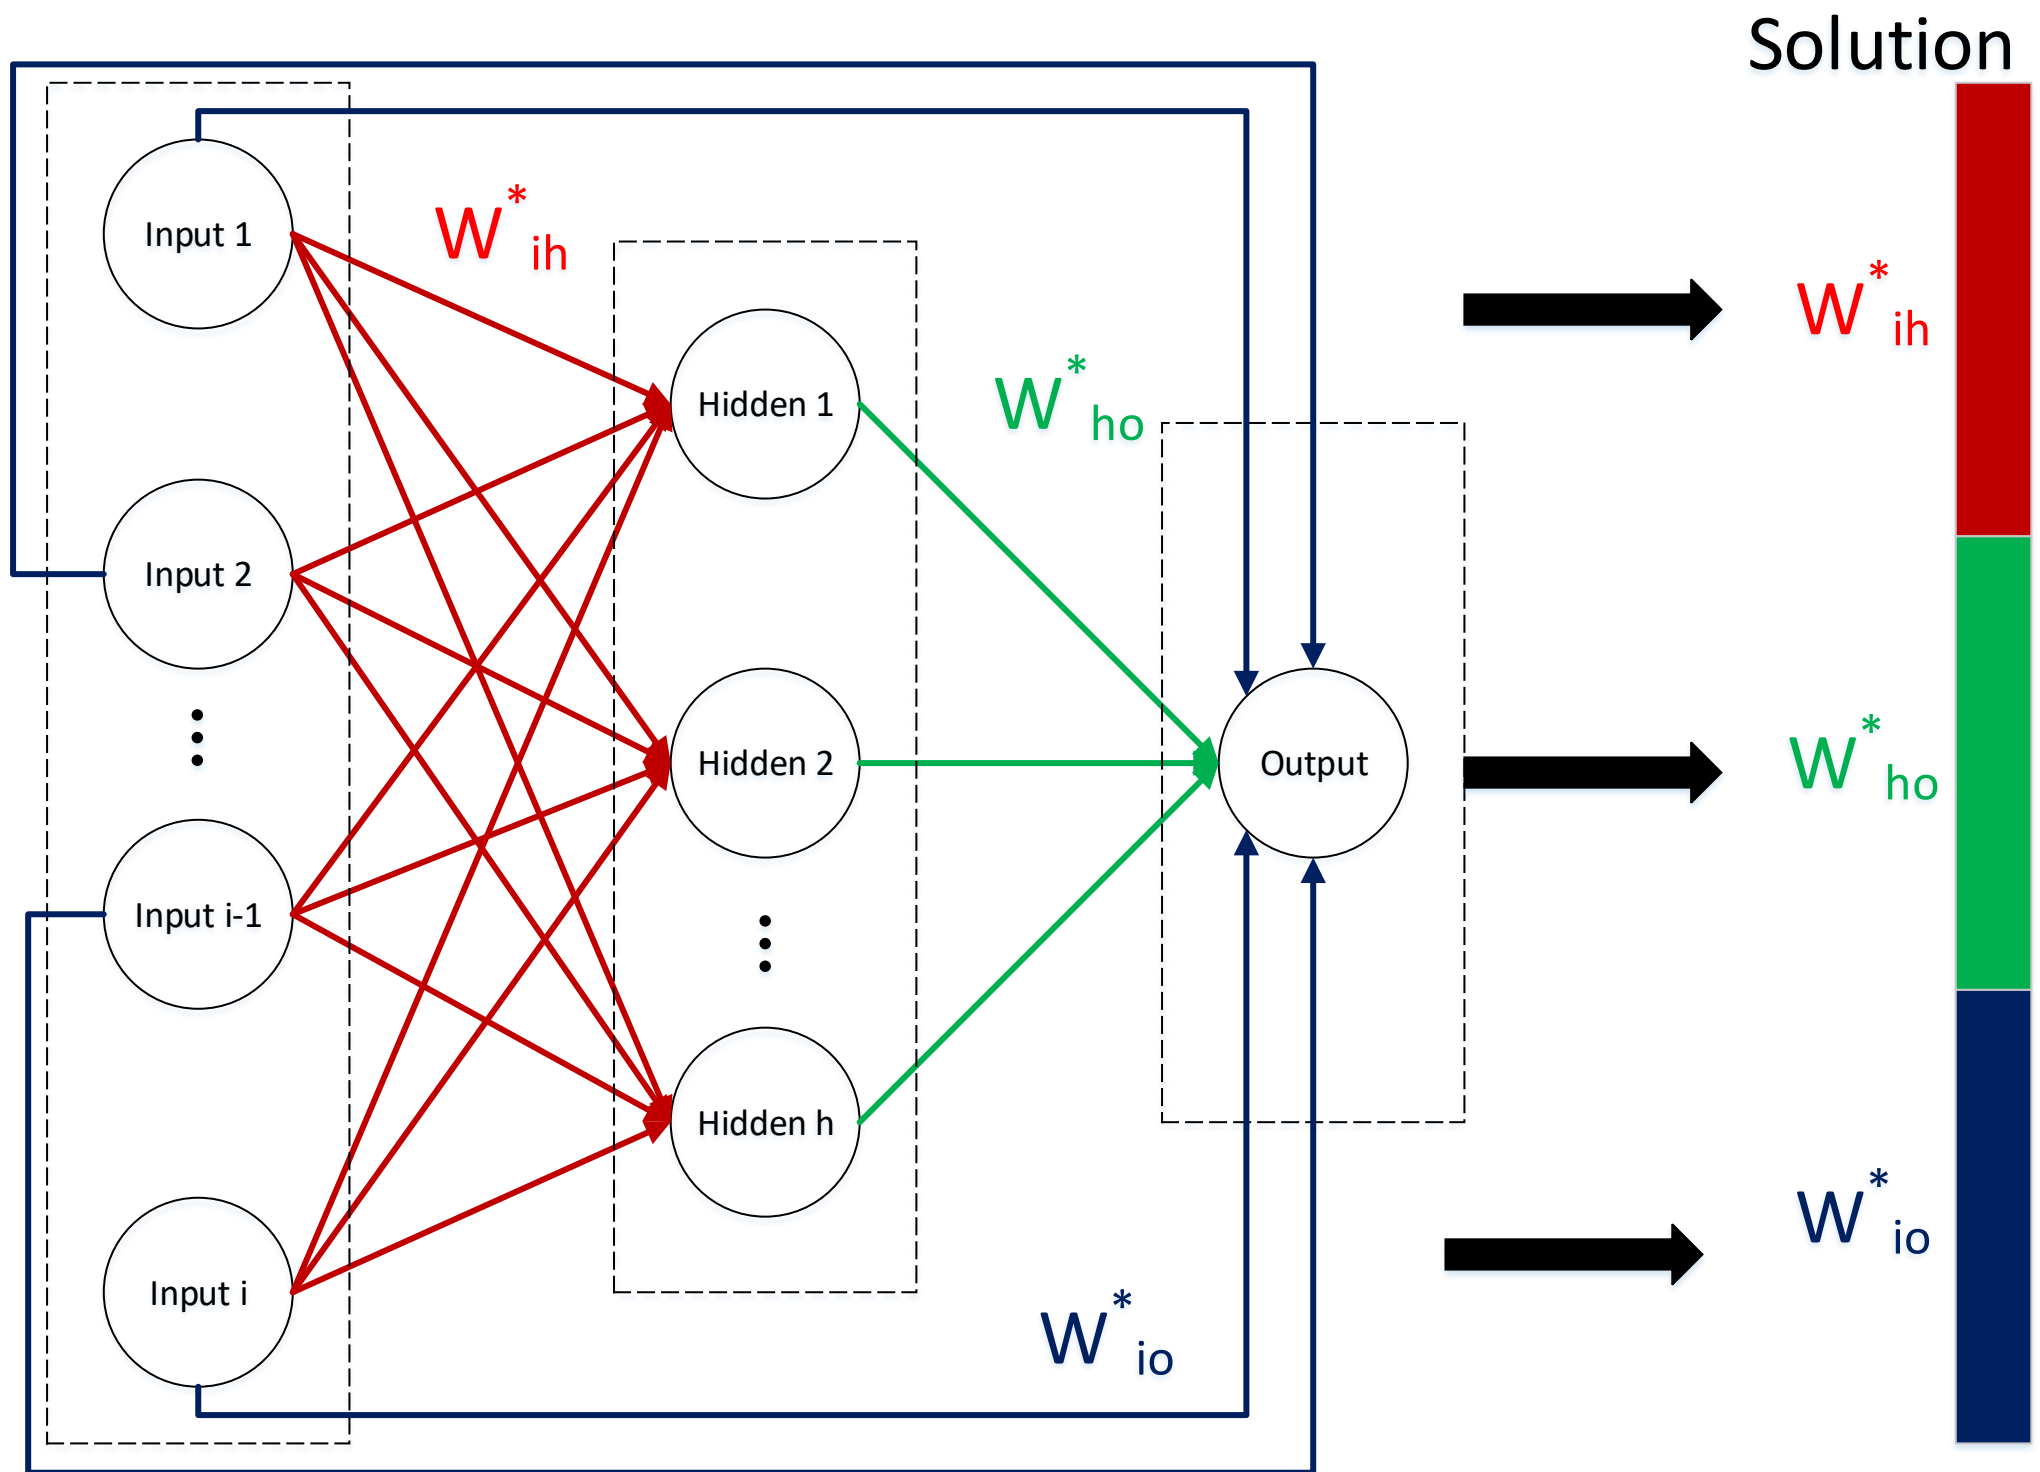 Solution
Input 1
Input 2
Input i-1
Input i
W*ih
Hidden 1
Hidden 2
Hidden h
W*ho
Output
W*io
W*ih
W*ho
W*io